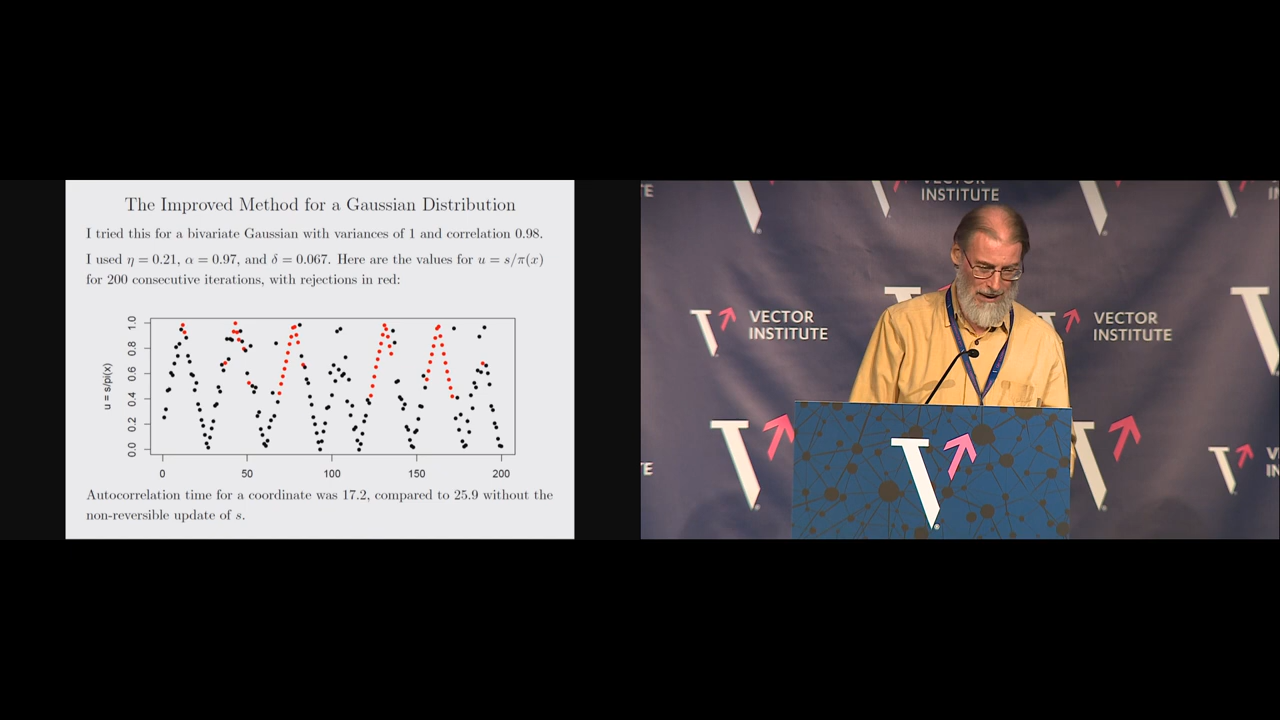 The Improved Method for a Gaussian Distribution
I tried this for a bivariate Gaussian with variances of 1 and correlation 0.98.
I used η = 0.21, α = 0.97, and δ = 0.067. Here are the values for u = s/π(x)
for 200 consecutive iterations, with rejections in red:
u = s/pi(x)
1.0
0.8
0.6
0.4
0.2
0.0
0 50 100 150 200
Autocorrelation time for a coordinate was 17.2, compared to 25.9 without the
non-reversible update of s.
INSTITUTE
VECTOR
INSTITUTE
VECTOR
INSTITUTE